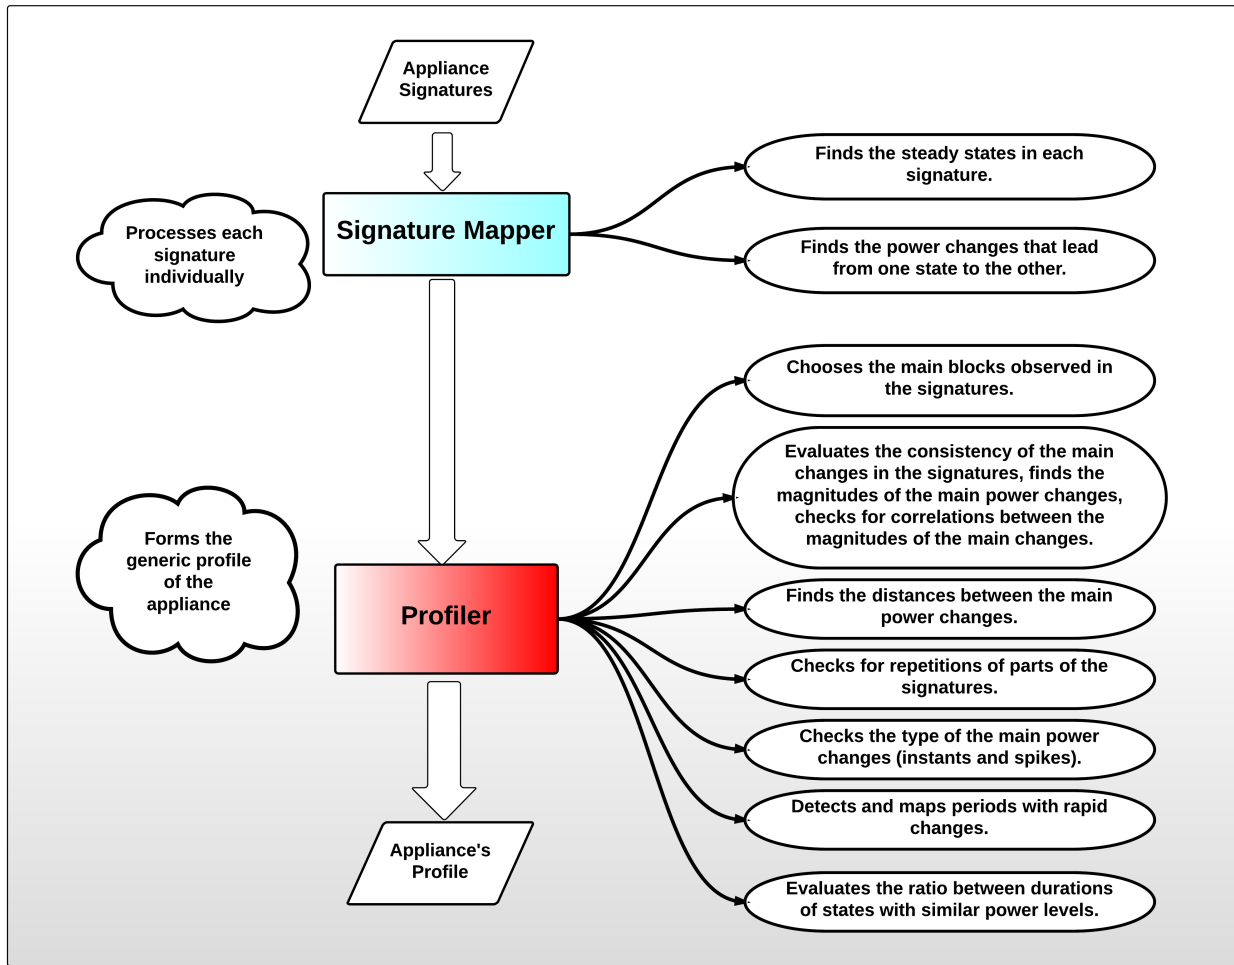 Appliance
Signatures
Finds the steady states in each
signature.
Processes each
signature
individually
Signature Mapper
Finds the power changes that lead
from one state to the other.
Chooses the main blocks observed in
the signatures.
Evaluates the consistency of the main
changes in the signatures, finds the
magnitudes of the main power changes,
checks for correlations between the
magnitudes of the main changes.
Forms the
generic profile
of the
appliance
Profiler
Finds the distances between the main
power changes.
Checks for repetitions of parts of the
signatures.
Checks the type of the main power
changes (instants and spikes).
Detects and maps periods with rapid
changes.
Appliance's
Profile
Evaluates the ratio between durations
of states with similar power levels.